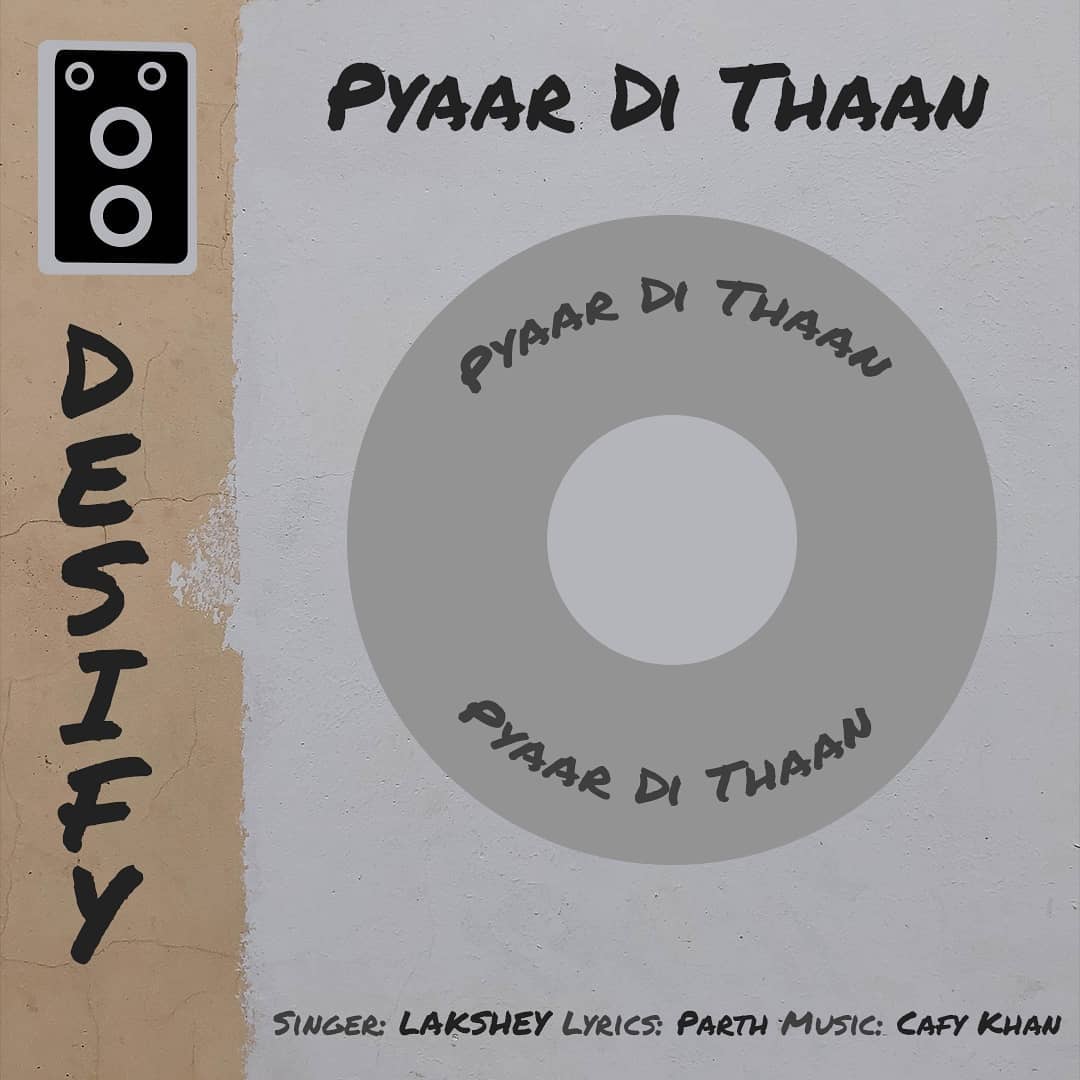 Pyaar Di Thaan
DESIFY
Pyaar Di Thaan
Pyaar Di Thaan
Singer: LAKSHEY Lyrics: Parth Music: Cafy Khan